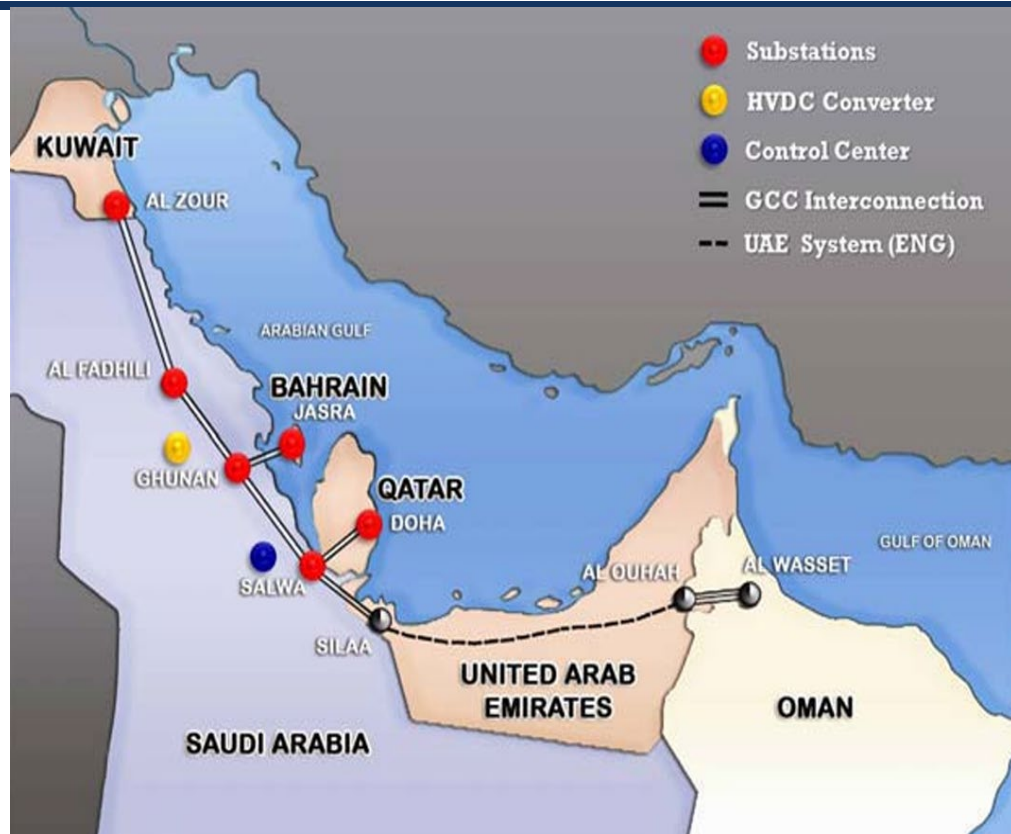 Substations
HVDC Converter
Control Center
GCC Interconnection
UAE System (ENG)
KUWAIT
AL ZOUR
ARABIAN GULF
AL FADHILI
BAHRAIN
JASRA
GHUNAN
QATAR
DOHA
GULF OF OMAN
AL OUHAH
AL WASSET
SALWA
SILAA
UNITED ARAB
EMIRATES
OMAN
SAUDI ARABIA